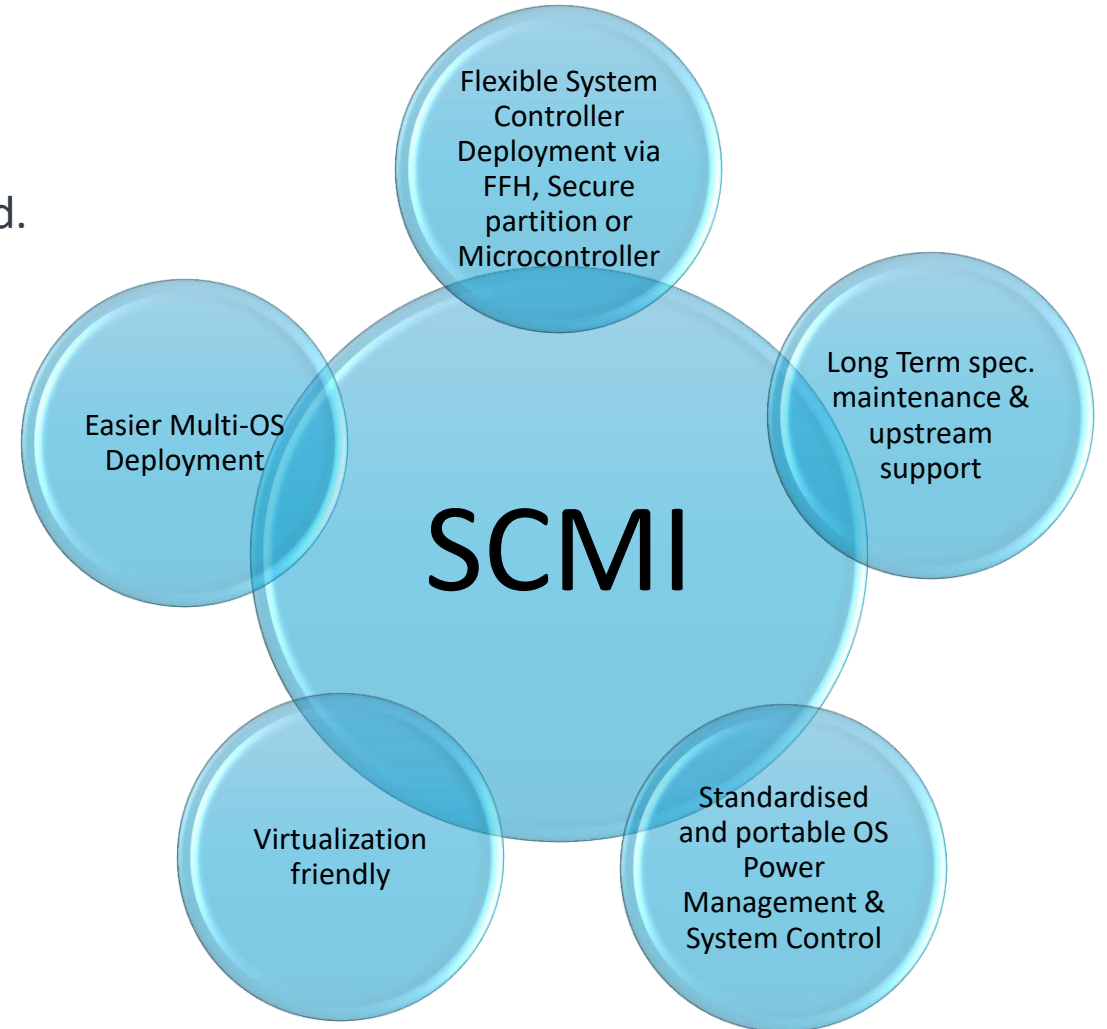 Flexible System
Controller
Deployment via
FFH, Secure
partition or
Microcontroller
d.
Long Term spec.
maintenance &
upstream
support
Easier Multi-OS
Deployment
SCMI
Standardised
and portable OS
Power
Management &
System Control
Virtualization
friendly